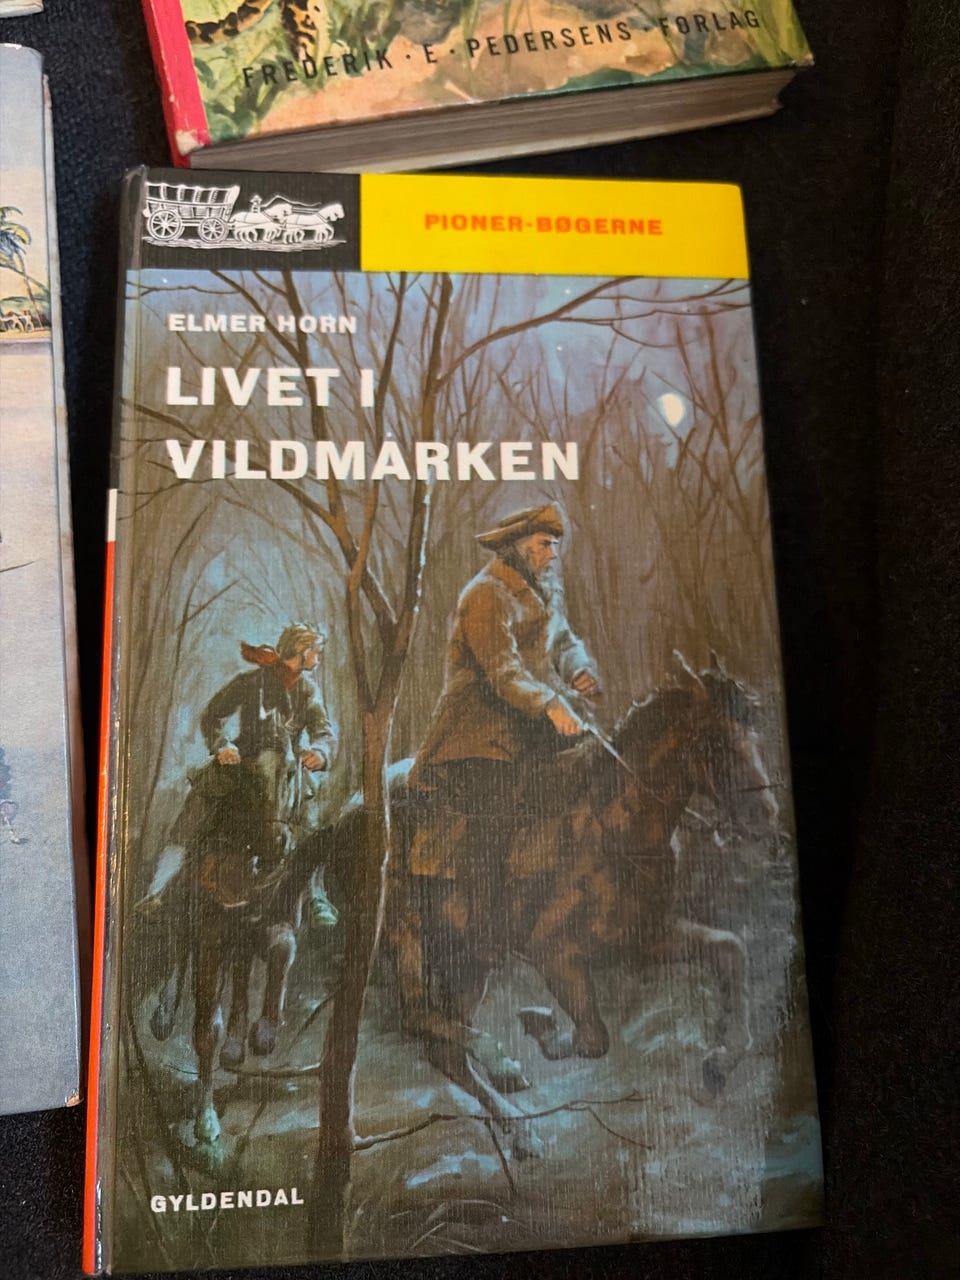 FREDERIK · E · PEDERSENS · FORLAG
PIONER-BØGERNE
ELMER HORN
LIVET I
VILDMARKEN
GYLDENDAL